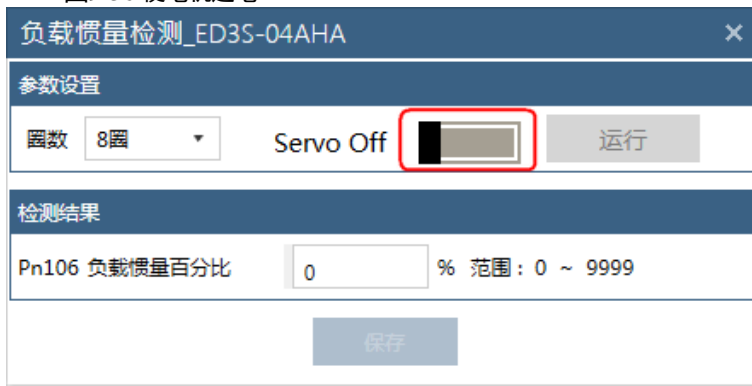 负载惯量检测_ED3S-04AHA
参数设置
圈数 8圈 Servo Off 运行
检测结果
Pn106 负载惯量百分比 0 % 范围：0 ~ 9999
保存